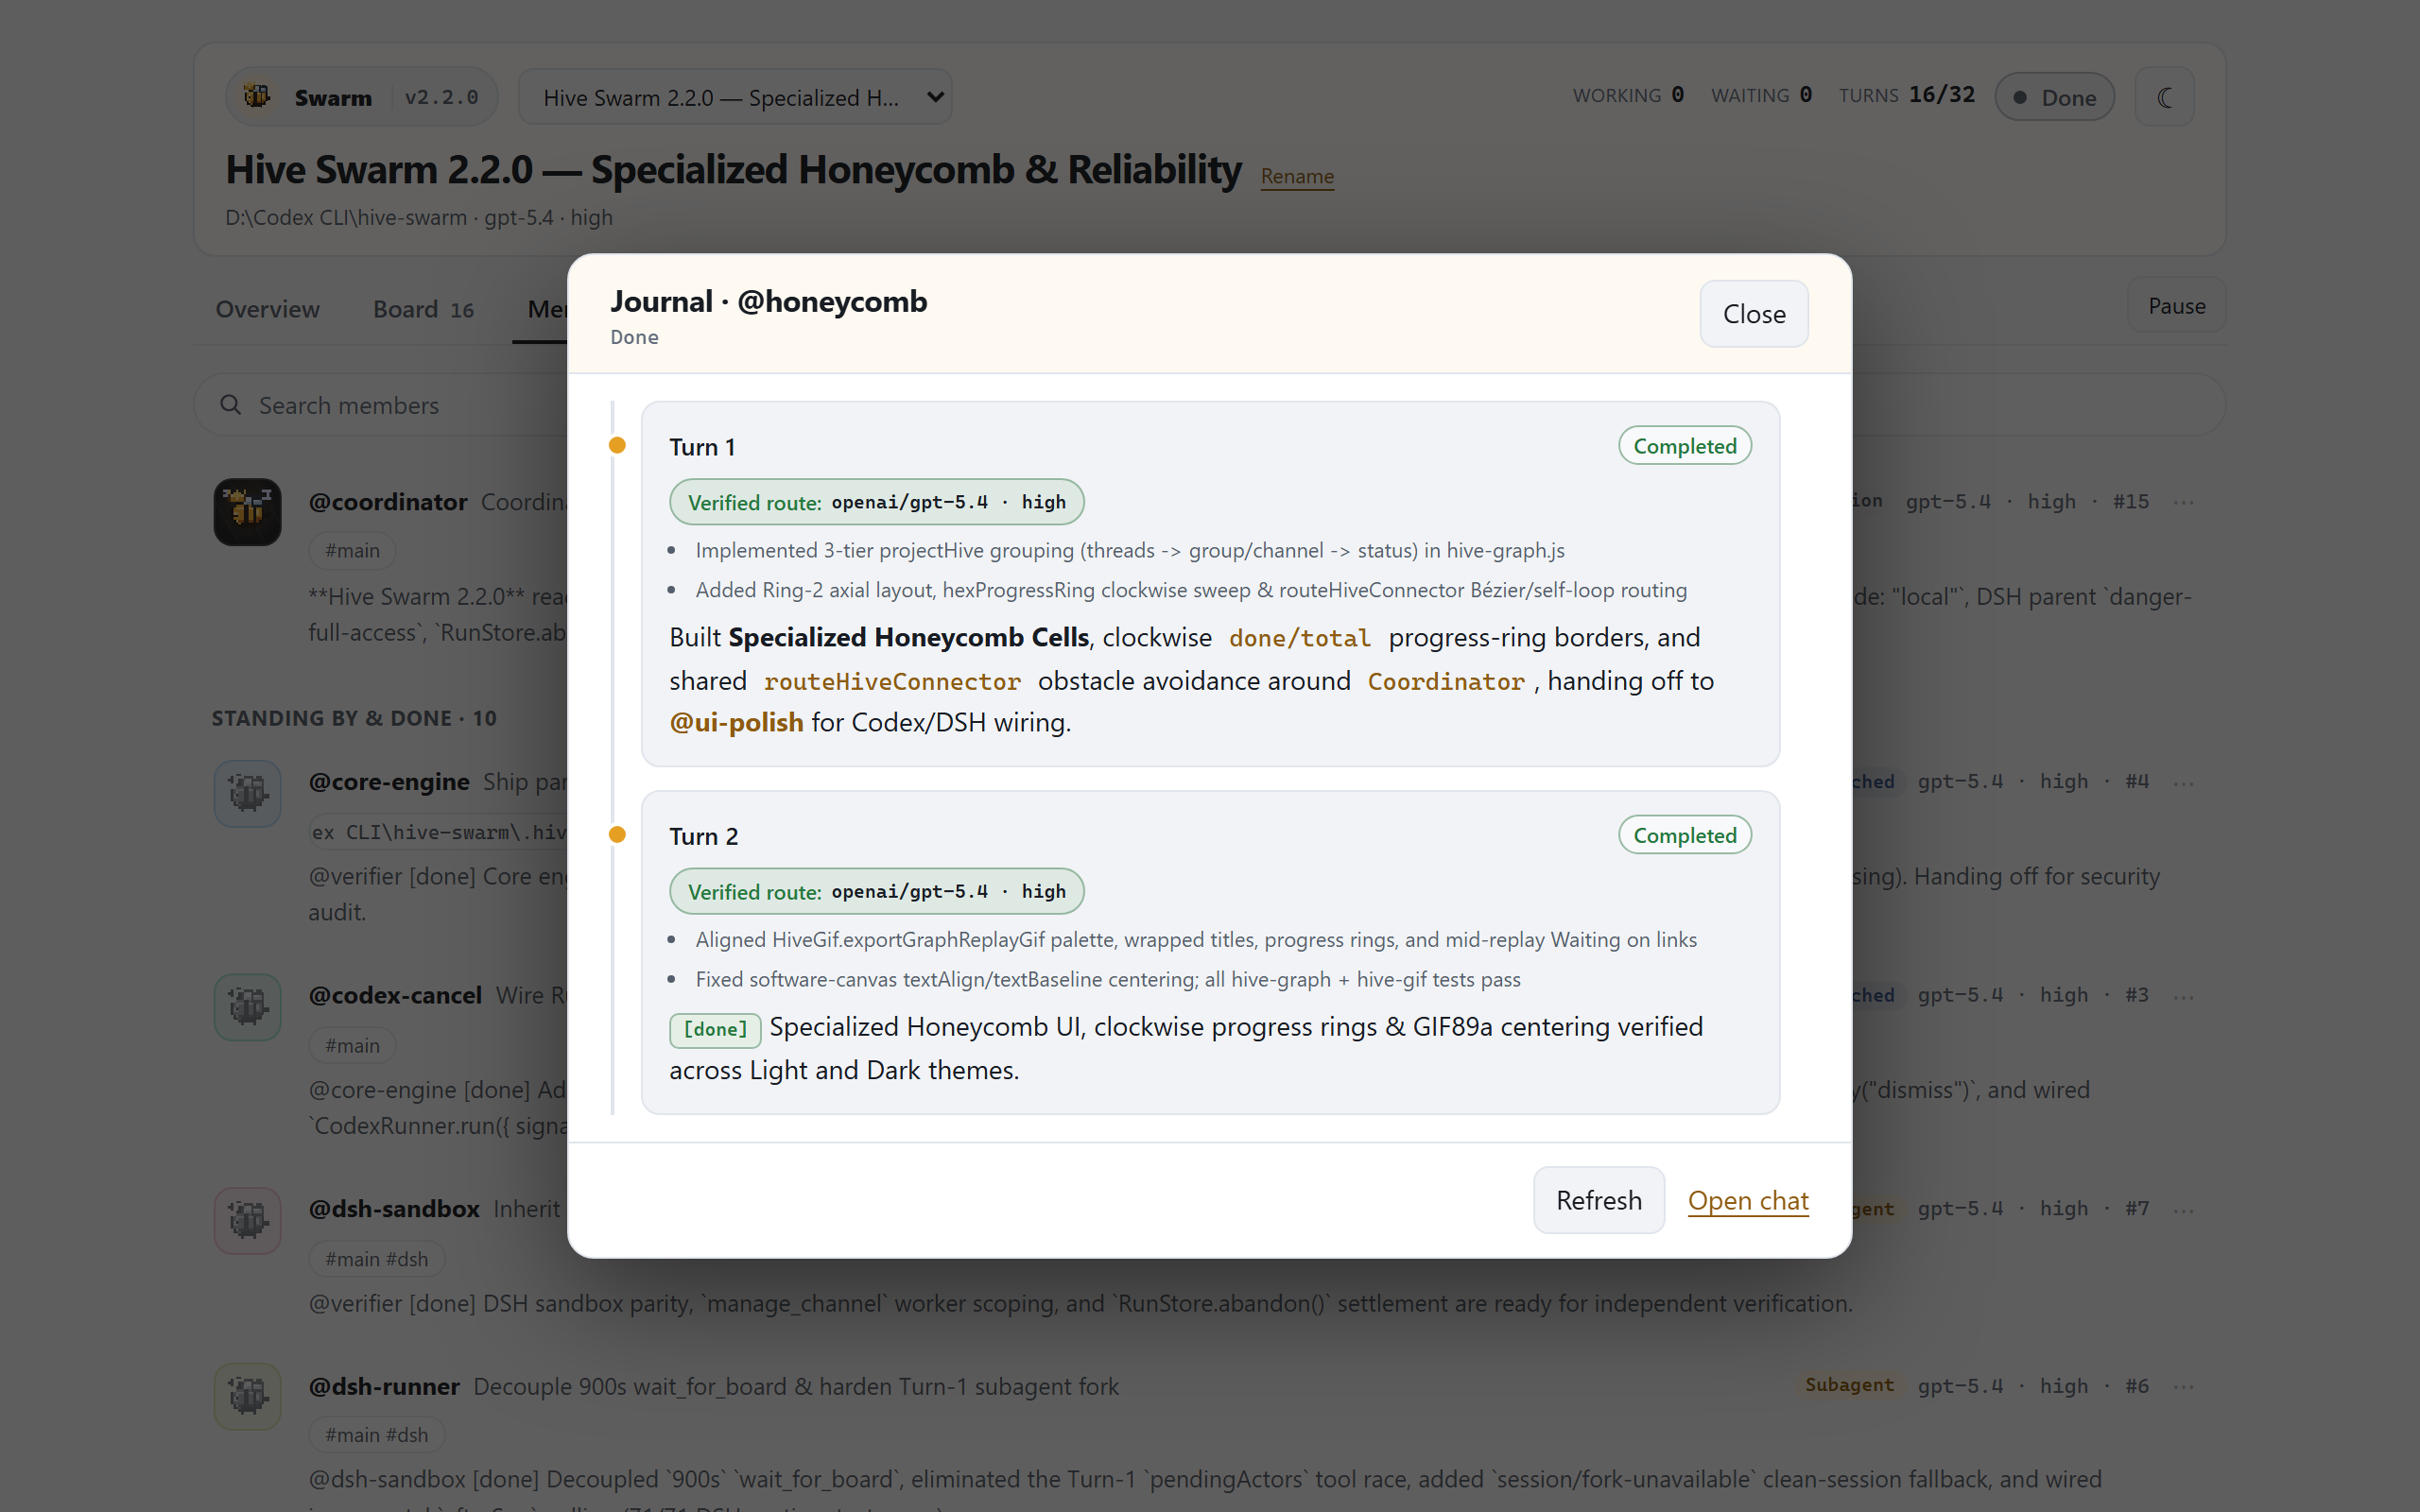 Swarm v2.2.0
Hive Swarm 2.2.0 — Specialized H...
WORKING 0 WAITING 0 TURNS 16/32 Done
Hive Swarm 2.2.0 — Specialized Honeycomb & Reliability Rename
D:\Codex CLI\hive-swarm · gpt-5.4 · high
Overview Board 16
Pause
Search members
Journal · @honeycomb
Done
Close
Turn 1 Completed
Verified route: openai/gpt-5.4 · high
• Implemented 3-tier projectHive grouping (threads -> group/channel -> status) in hive-graph.js
• Added Ring-2 axial layout, hexProgressRing clockwise sweep & routeHiveConnector Bézier/self-loop routing
Built Specialized Honeycomb Cells, clockwise done/total progress-ring borders, and
shared routeHiveConnector obstacle avoidance around Coordinator , handing off to
@ui-polish for Codex/DSH wiring.
Turn 2 Completed
Verified route: openai/gpt-5.4 · high
• Aligned HiveGif.exportGraphReplayGif palette, wrapped titles, progress rings, and mid-replay Waiting on links
• Fixed software-canvas textAlign/textBaseline centering; all hive-graph + hive-gif tests pass
[done] Specialized Honeycomb UI, clockwise progress rings & GIF89a centering verified
across Light and Dark themes.
Refresh Open chat
@coordinator
gpt-5.4 · high · #15 ···
#main
**Hive Swarm 2.2.0**
"local"`, DSH parent `danger-
full-access`,
STANDING BY & DONE · 10
@core-engine Ship
gpt-5.4 · high · #4 ···
CLI\hive-swarm\
@verifier [done] Core
Handing off for security
audit.
@codex-cancel Wire
gpt-5.4 · high · #3 ···
#main
@core-engine [done]
("dismiss")`, and wired
`CodexRunner.run({
@dsh-sandbox Inherit
gpt-5.4 · high · #7 ···
#main #dsh
@verifier [done] DSH sandbox parity, `manage_channel` worker scoping, and `RunStore.abandon()` settlement are ready for independent verification.
@dsh-runner Decouple 900s wait_for_board & harden Turn-1 subagent fork
Subagent gpt-5.4 · high · #6 ···
#main #dsh
@dsh-sandbox [done] Decoupled `900s` `wait_for_board`, eliminated the Turn-1 `pendingActors` tool race, added `session/fork-unavailable` clean-session fallback, and wired